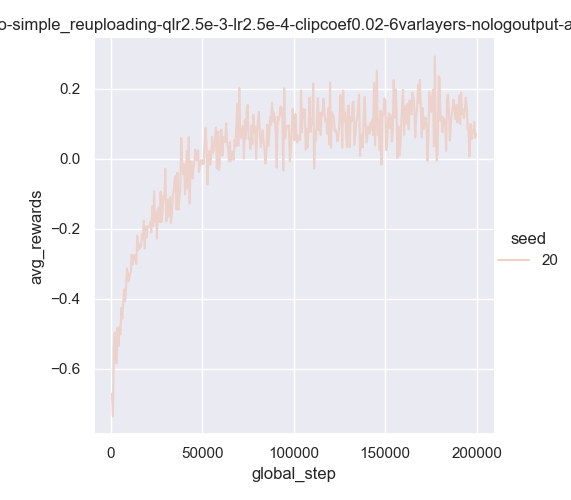 o-simple_reuploading-qlr2.5e-3-lr2.5e-4-clipcoef0.02-6varlayers-nologoutput-a
0.2
0.0
−0.2
−0.4
−0.6
avg_rewards
0
50000
100000
150000
200000
global_step
seed
20